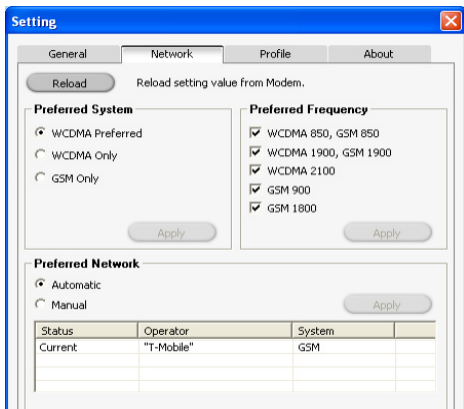 Setting
General Network Profile About
Reload Reload setting value from Modem.
Preferred System
WCDMA Preferred
WCDMA Only
GSM Only
Apply
Preferred Frequency
WCDMA 850, GSM 850
WCDMA 1900, GSM 1900
WCDMA 2100
GSM 900
GSM 1800
Apply
Preferred Network
Automatic
Manual
Apply
Status Operator System
Current "T-Mobile" GSM